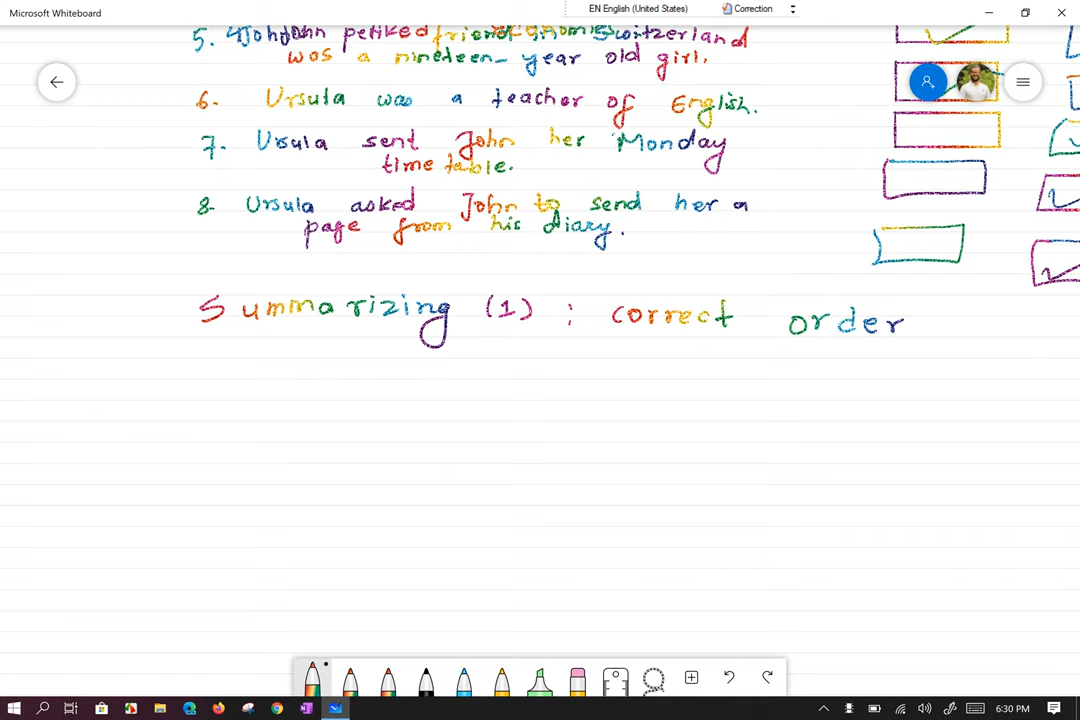 Microsoft Whiteboard
EN English (United States) Correction
5. John friend Switzerland
was a nineteen-year old girl.
6. Ursula was a teacher of English.
7. Ursula sent John her Monday
time table.
8 Ursula asked John to send her a
page from his diary.
Summarizing (1) : correct order
6:30 PM